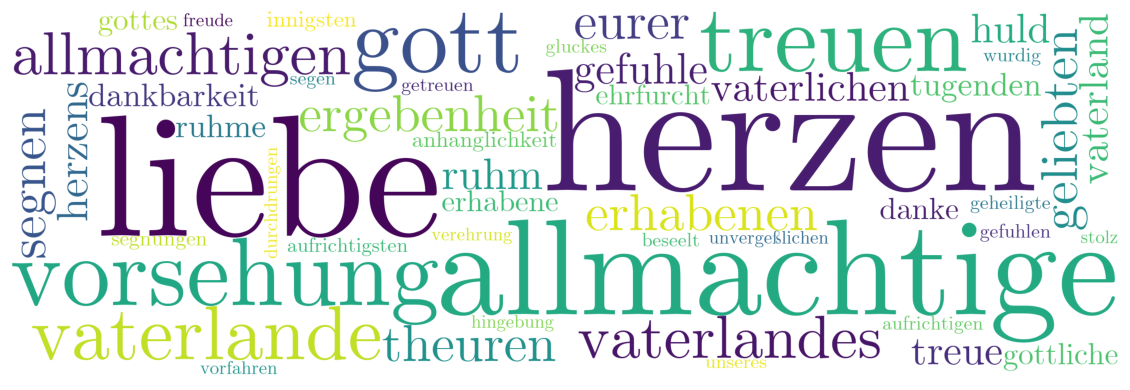 gottes freude innigsten eurer treuen huld
allmachtigen gott gluckes wurdig
segen getreuen gefuhle vaterlichen tugenden
dankbarkeit ehrfurcht geliebten vaterland
segnen herzens ruhme ergebenheit herzen
liebe anhanglichkeit
durchdrungen ruhm erhabene danke geheiligte
segnungen aufrichtigsten verehrung erhabenen beseelt unvergeßlichen gefuhlen stolz
vorsehung allmachtige
vaterlande theuren hingebung vaterlandes aufrichtigen
vorfahren unseres treue gottliche